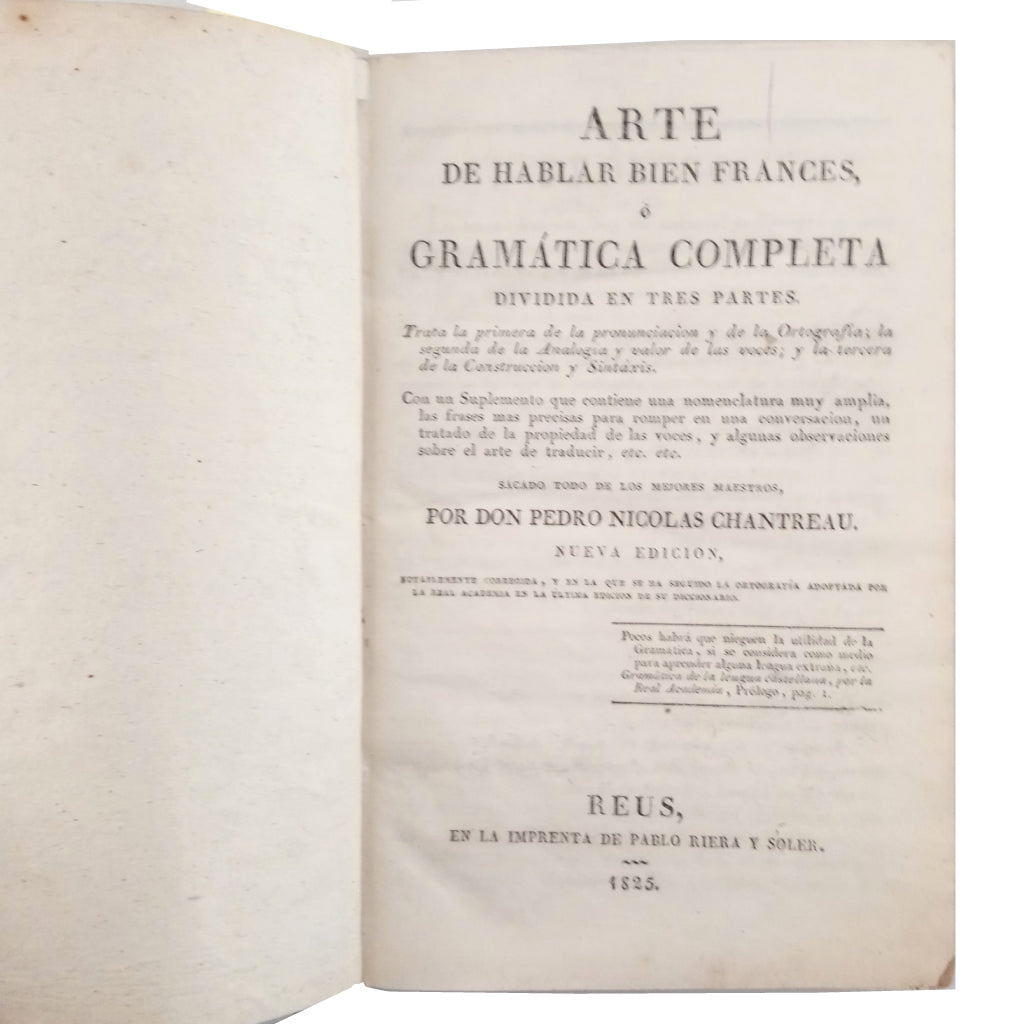 ARTE
DE HABLAR BIEN FRANCES,
ó
GRAMÁTICA COMPLETA
DIVIDIDA EN TRES PARTES.
Trata la primera de la pronunciacion y de la Ortografía; la
segunda de la Analogía y valor de las voces; y la tercera
de la Construccion y Sintáxis.
Con un Suplemento que contiene una nomenclatura muy amplia,
las frases mas precisas para romper en una conversacion, un
tratado de la propiedad de las voces, y algunas observaciones
sobre el arte de traducir, etc. etc.
SACADO TODO DE LOS MEJORES MAESTROS,
POR DON PEDRO NICOLAS CHANTREAU.
NUEVA EDICION,
NOTABLEMENTE CORREGIDA, Y EN LA QUE SE HA SEGUIDO LA ORTOGRAFÍA ADOPTADA POR
LA REAL ACADEMIA EN LA ÚLTIMA EDICION DE SU DICCIONARIO.
Pocos habrá que nieguen la utilidad de la
Gramática, si se considera como medio
para aprender alguna lengua extraña, etc.
Gramática de la lengua castellana, por la
Real Academia, Prólogo, pag. 1.
REUS,
EN LA IMPRENTA DE PABLO RIERA Y SOLER.
1825.